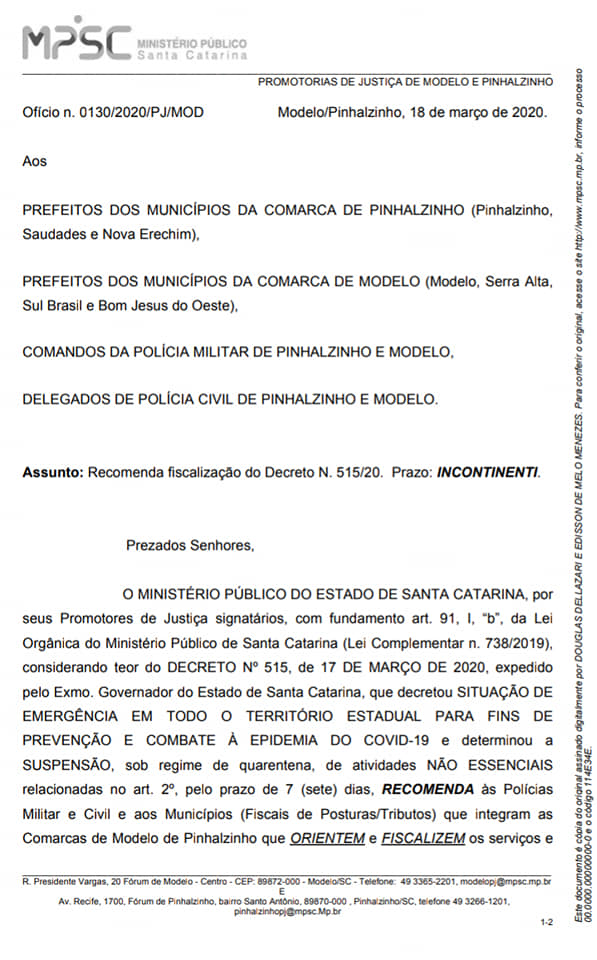 MPSC MINISTÉRIO PÚBLICO
Santa Catarina
PROMOTORIAS DE JUSTIÇA DE MODELO E PINHALZINHO
Ofício n. 0130/2020/PJ/MOD Modelo/Pinhalzinho, 18 de março de 2020.
Aos
PREFEITOS DOS MUNICÍPIOS DA COMARCA DE PINHALZINHO (Pinhalzinho,
Saudades e Nova Erechim),
PREFEITOS DOS MUNICÍPIOS DA COMARCA DE MODELO (Modelo, Serra Alta,
Sul Brasil e Bom Jesus do Oeste),
COMANDOS DA POLÍCIA MILITAR DE PINHALZINHO E MODELO,
DELEGADOS DE POLÍCIA CIVIL DE PINHALZINHO E MODELO.
Assunto: Recomenda fiscalização do Decreto N. 515/20. Prazo: INCONTINENTI.
Prezados Senhores,
O MINISTÉRIO PÚBLICO DO ESTADO DE SANTA CATARINA, por
seus Promotores de Justiça signatários, com fundamento art. 91, I, “b”, da Lei
Orgânica do Ministério Público de Santa Catarina (Lei Complementar n. 738/2019),
considerando teor do DECRETO Nº 515, de 17 DE MARÇO DE 2020, expedido
pelo Exmo. Governador do Estado de Santa Catarina, que decretou SITUAÇÃO DE
EMERGÊNCIA EM TODO O TERRITÓRIO ESTADUAL PARA FINS DE
PREVENÇÃO E COMBATE À EPIDEMIA DO COVID-19 e determinou a
SUSPENSÃO, sob regime de quarentena, de atividades NÃO ESSENCIAIS
relacionadas no art. 2º, pelo prazo de 7 (sete) dias, RECOMENDA às Polícias
Militar e Civil e aos Municípios (Fiscais de Posturas/Tributos) que integram as
Comarcas de Modelo de Pinhalzinho que ORIENTEM e FISCALIZEM os serviços e
R. Presidente Vargas, 20 Fórum de Modelo - Centro - CEP: 89872-000 - Modelo/SC - Telefone: 49 3365-2201, modelopj@mpsc.mp.br
E
Av. Recife, 1700, Fórum de Pinhalzinho, bairro Santo Antônio, 89870-000 , Pinhalzinho/SC, telefone 49 3266-1201,
pinhalzinhopj@mpsc.Mp.br
1-2
Este documento é cópia do original assinado digitalmente por DOUGLAS DELLAZARI E EDISSON DE MELO MENEZES. Para conferir o original, acesse o site http://www.mpsc.mp.br, informe o processo
00.0000.00000000-0 e o código 114E34E.